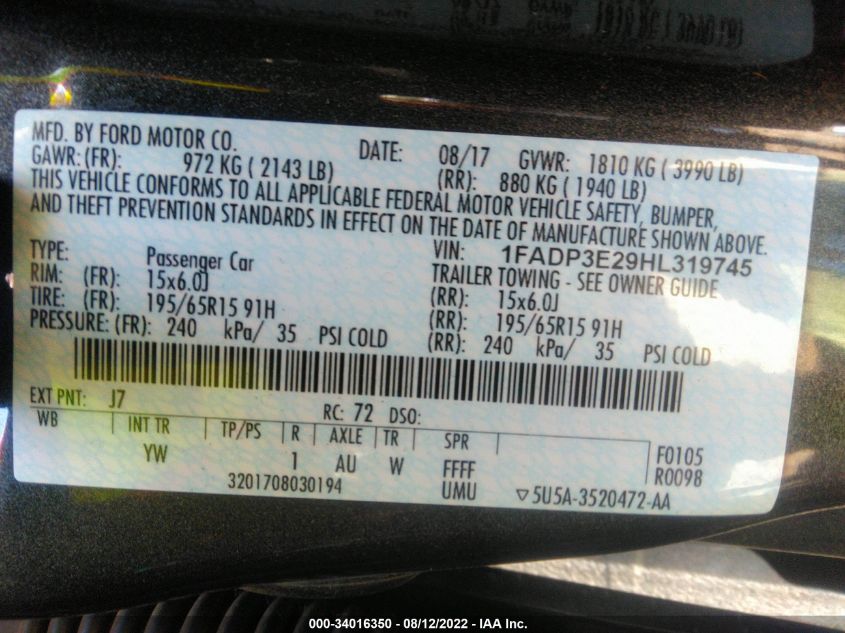 MFD. BY FORD MOTOR CO. DATE: 08/17 GVWR: 1810 KG ( 3990 LB)
GAWR:(FR): 972 KG ( 2143 LB) (RR): 880 KG ( 1940 LB)
THIS VEHICLE CONFORMS TO ALL APPLICABLE FEDERAL MOTOR VEHICLE SAFETY, BUMPER,
AND THEFT PREVENTION STANDARDS IN EFFECT ON THE DATE OF MANUFACTURE SHOWN ABOVE.
TYPE: Passenger Car VIN: 1FADP3E29HL319745
TRAILER TOWING - SEE OWNER GUIDE
RIM: (FR): 15x6.0J (RR): 15x6.0J
TIRE: (FR): 195/65R15 91H (RR): 195/65R15 91H
PRESSURE: (FR): 240 kPa/ 35 PSI COLD (RR): 240 kPa/ 35 PSI COLD
EXT PNT: J7 RC: 72 DSO:
WB INT TR TP/PS R AXLE TR SPR F0105
YW 1 AU W FFFF R0098
3201708030194 UMU ▽5U5A-3520472-AA
000-34016350 - 08/12/2022 - IAA Inc.